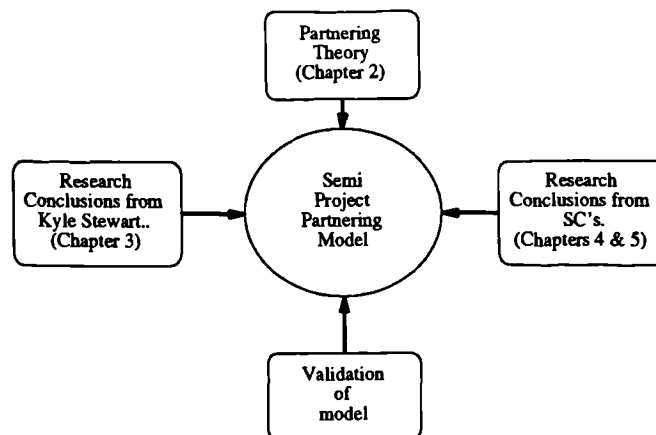 Partnering
Theory
(Chapter 2)
Research
Conclusions from
Kyle Stewart..
(Chapter 3)
Semi
Project
Partnering
Model
Research
Conclusions from
SC's.
(Chapters 4 & 5)
Validation
of
model